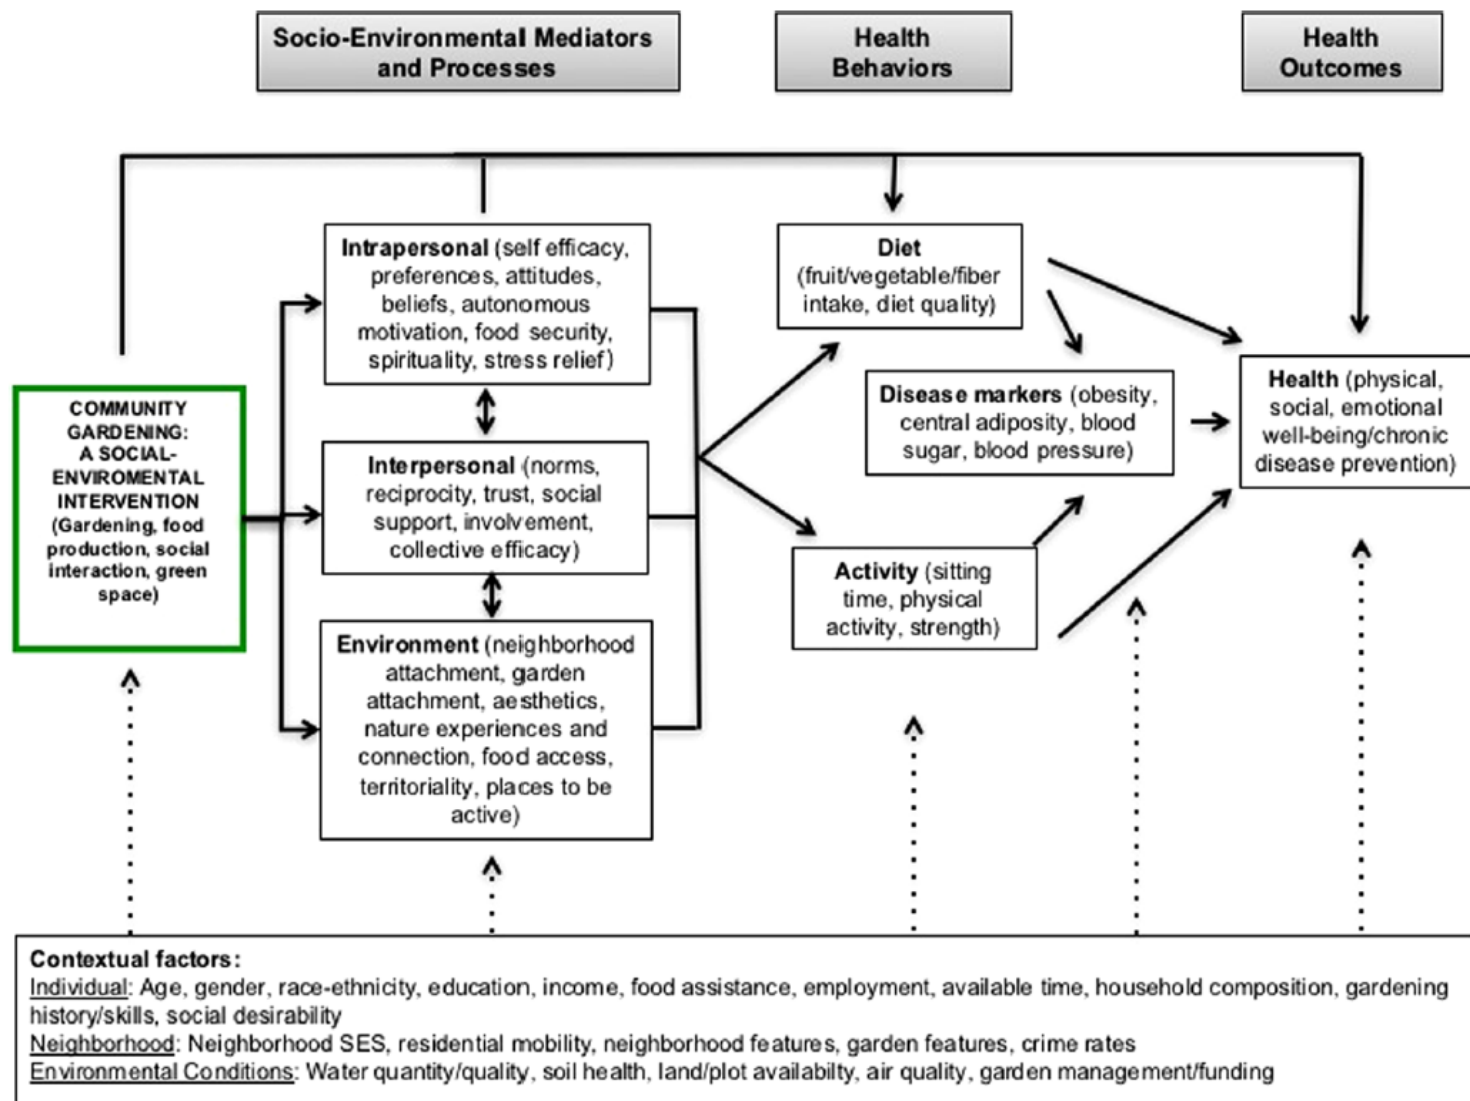 Socio-Environmental Mediators
and Processes
Health
Behaviors
Health
Outcomes
COMMUNITY
GARDENING:
A SOCIAL-
ENVIROMENTAL
INTERVENTION
(Gardening, food
production, social
interaction, green
space)
Intrapersonal (self efficacy,
preferences, attitudes,
beliefs, autonomous
motivation, food security,
spirituality, stress relief)
Interpersonal (norms,
reciprocity, trust, social
support, involvement,
collective efficacy)
Environment (neighborhood
attachment, garden
attachment, aesthetics,
nature experiences and
connection, food access,
territoriality, places to be
active)
Diet
(fruit/vegetable/fiber
intake, diet quality)
Disease markers (obesity,
central adiposity, blood
sugar, blood pressure)
Activity (sitting
time, physical
activity, strength)
Health (physical,
social, emotional
well-being/chronic
disease prevention)
Contextual factors:
Individual: Age, gender, race-ethnicity, education, income, food assistance, employment, available time, household composition, gardening
history/skills, social desirability
Neighborhood: Neighborhood SES, residential mobility, neighborhood features, garden features, crime rates
Environmental Conditions: Water quantity/quality, soil health, land/plot availabilty, air quality, garden management/funding